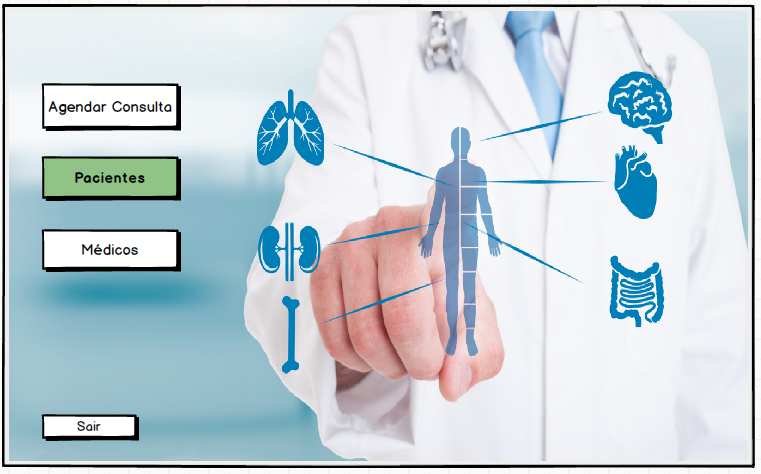 Agendar Consulta
Pacientes
Médicos
Sair